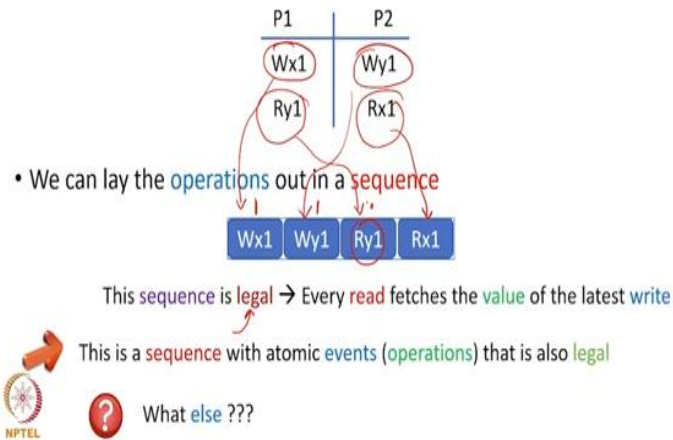 P1 P2
Wx1 Wy1
Ry1 Rx1
• We can lay the operations out in a sequence
Wx1 Wy1 Ry1 Rx1
This sequence is legal → Every read fetches the value of the latest write
This is a sequence with atomic events (operations) that is also legal
? What else ???
NPTEL